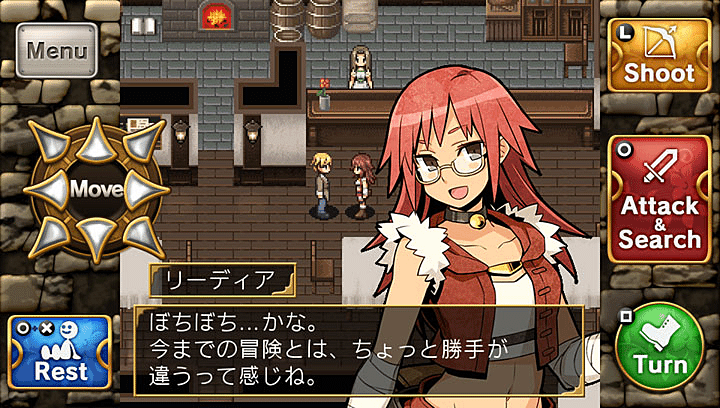 Menu
L
Shoot
Move
O
Attack
&
Search
リーディア
ぼちぼち…かな。
今までの冒険とは、ちょっと勝手が
違うって感じね。
O+X
Rest
Turn